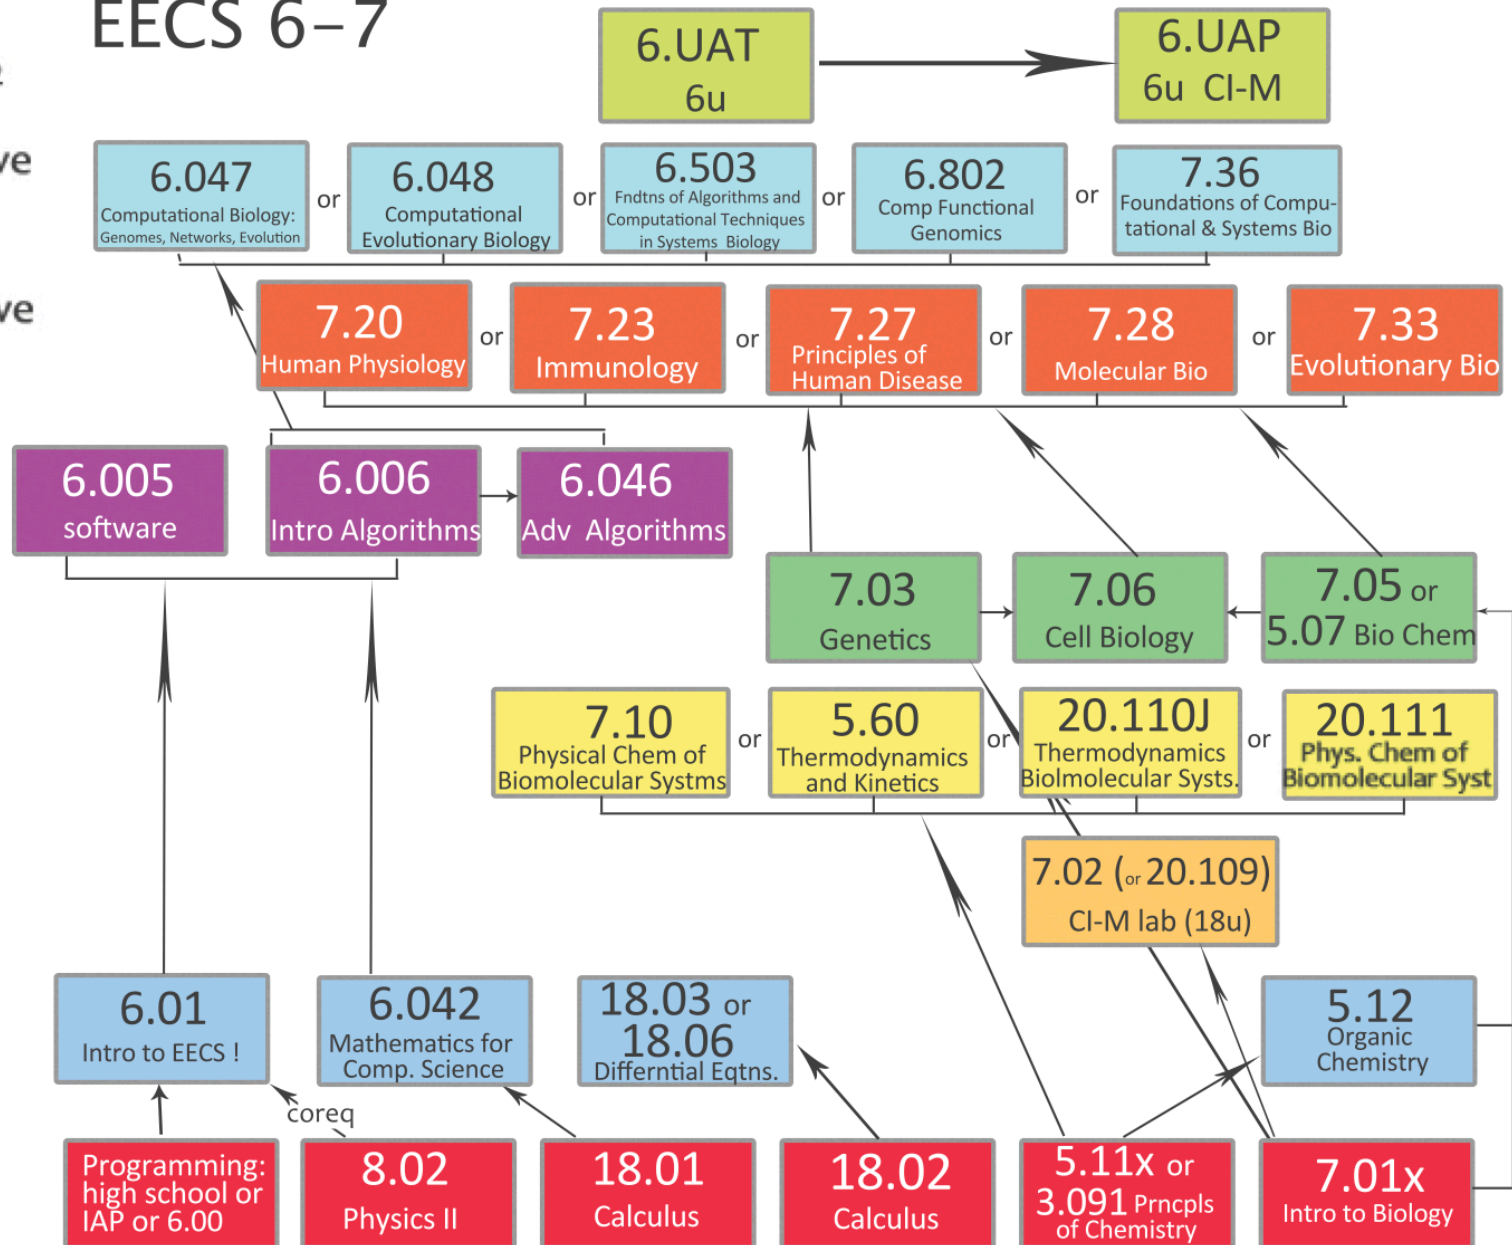 EECS 6-7
ve
ve
6.UAT
6u
6.UAP
6u CI-M
6.047
Computational Biology:
Genomes, Networks, Evolution
or
6.048
Computational
Evolutionary Biology
or
6.503
Fndtns of Algorithms and
Computational Techniques
in Systems Biology
or
6.802
Comp Functional
Genomics
or
7.36
Foundations of Compu-
tational & Systems Bio
7.20
Human Physiology
or
7.23
Immunology
or
7.27
Principles of
Human Disease
or
7.28
Molecular Bio
or
7.33
Evolutionary Bio
6.005
software
6.006
Intro Algorithms
6.046
Adv Algorithms
7.03
Genetics
7.06
Cell Biology
7.05 or
5.07 Bio Chem
7.10
Physical Chem of
Biomolecular Systms
or
5.60
Thermodynamics
and Kinetics
or
20.110J
Thermodynamics
Biolmolecular Systs.
or
20.111
Phys. Chem of
Biomolecular Syst
7.02 (or 20.109)
CI-M lab (18u)
6.01
Intro to EECS !
6.042
Mathematics for
Comp. Science
18.03 or
18.06
Differntial Eqtns.
5.12
Organic
Chemistry
coreq
Programming:
high school or
IAP or 6.00
8.02
Physics II
18.01
Calculus
18.02
Calculus
5.11x or
3.091 Prncpls
of Chemistry
7.01x
Intro to Biology